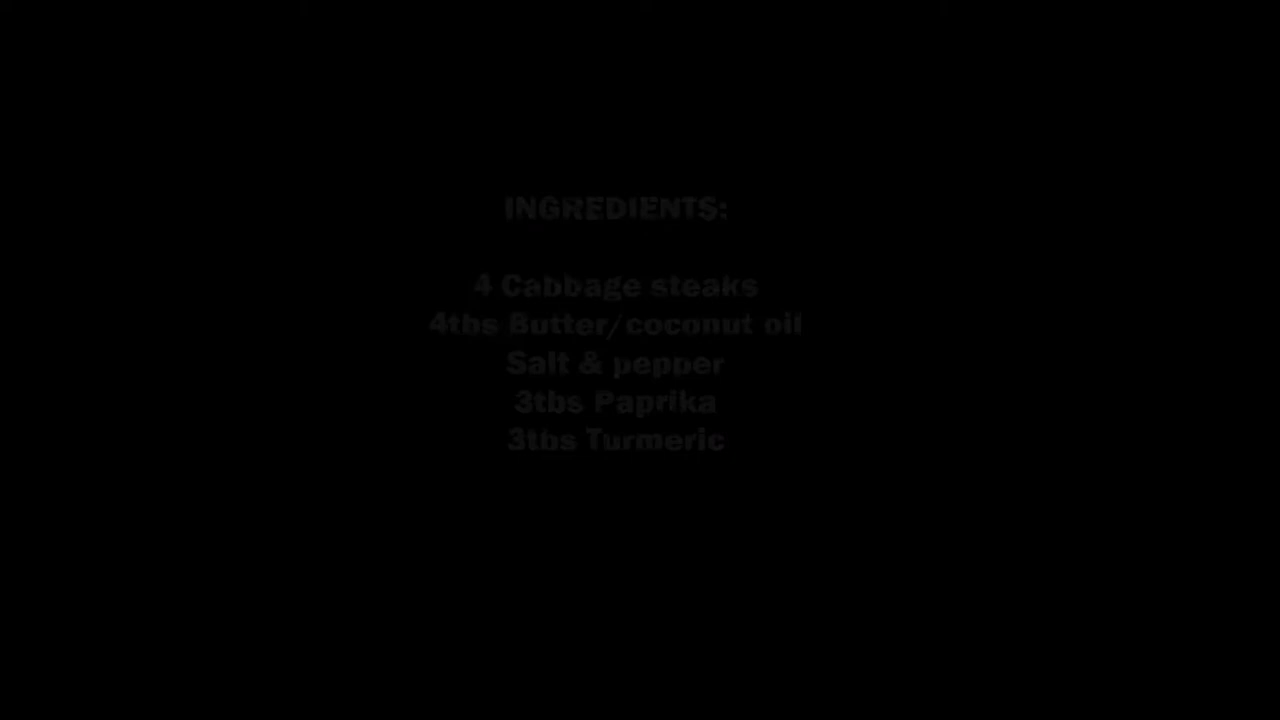 INGREDIENTS:
4 Cabbage steaks
4tbs Butter/coconut oil
Salt & pepper
3tbs Paprika
3tbs Turmeric